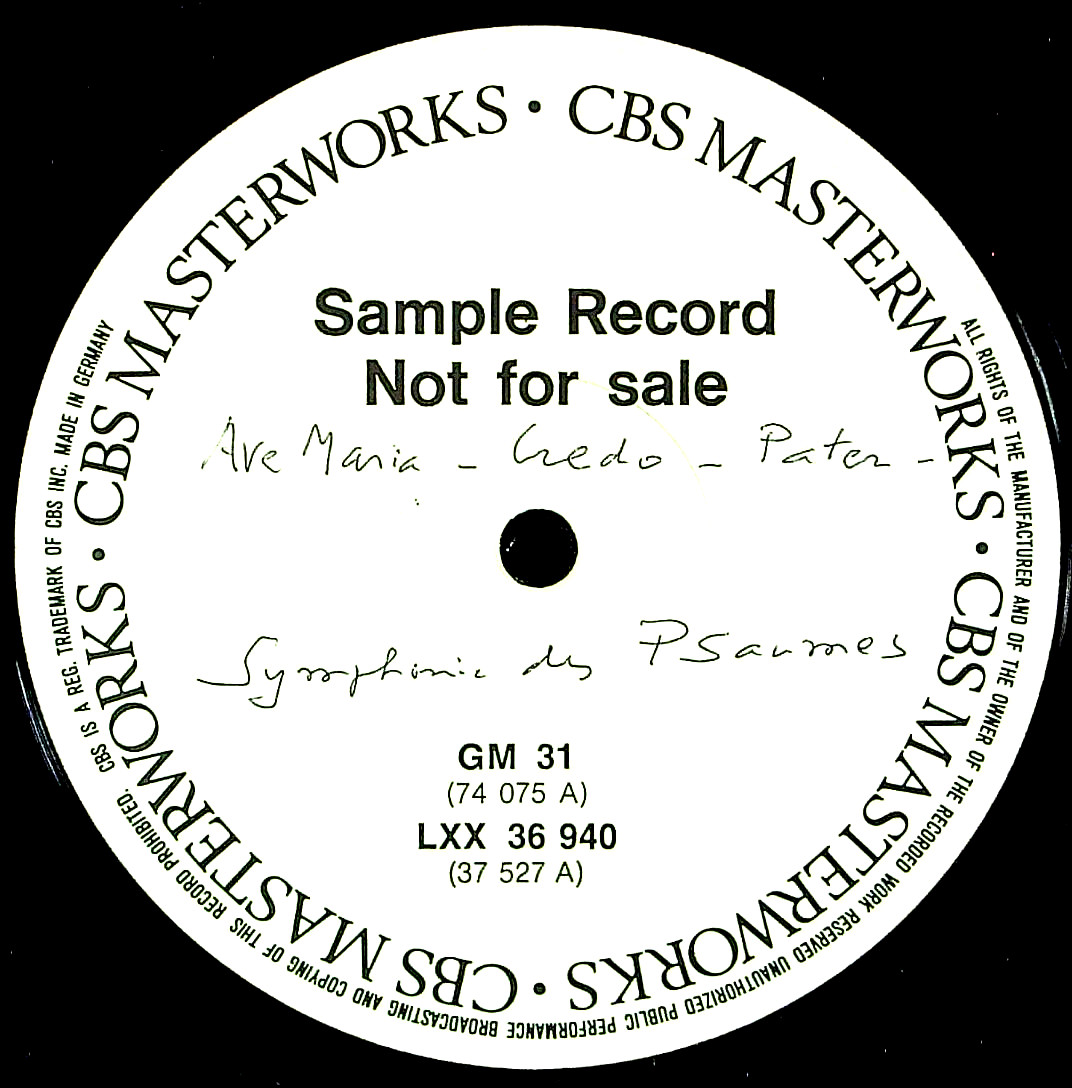 CBS MASTERWORKS • CBS MASTERWORKS • CBS MASTERWORKS • CBS MASTERWORKS •
Sample Record
Not for sale
Ave Maria - Credo - Pater -
Symphonie des Psaumes
GM 31
(74 075 A)
LXX 36 940
(37 527 A)
ALL RIGHTS OF THE MANUFACTURER AND OF THE OWNER OF THE RECORDED WORK RESERVED UNAUTHORIZED PUBLIC PERFORMANCE BROADCASTING AND COPYING OF THIS RECORD PROHIBITED. CBS IS A REG. TRADEMARK OF CBS INC. MADE IN GERMANY